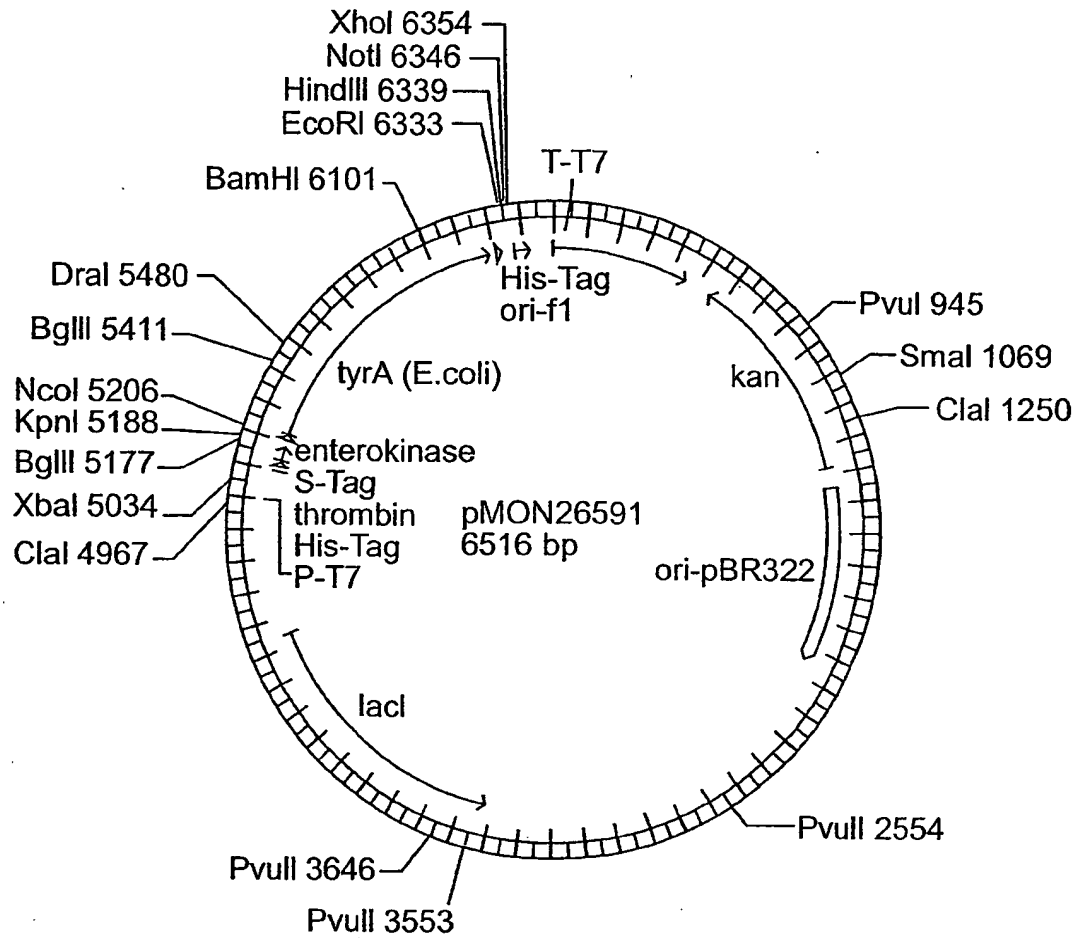 XhoI 6354
NotI 6346
HindIII 6339
EcoRI 6333
T-T7
BamHI 6101
His-Tag
ori-f1
DraI 5480
PvuI 945
BglII 5411
SmaI 1069
tyrA (E.coli)
kan
NcoI 5206
ClaI 1250
KpnI 5188
enterokinase
BglII 5177
S-Tag
XbaI 5034
thrombin
pMON26591
ClaI 4967
His-Tag
6516 bp
P-T7
ori-pBR322
lacI
PvuII 2554
PvuII 3646
PvuII 3553